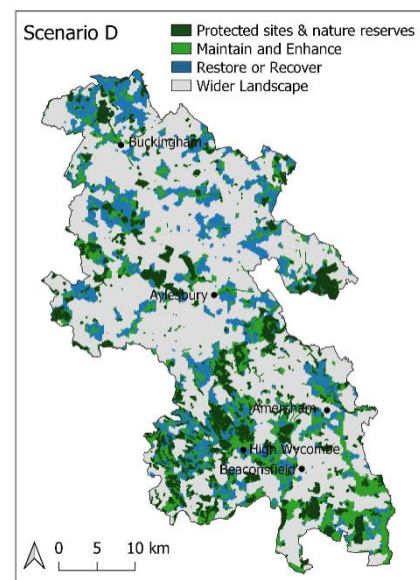 Scenario D
Protected sites & nature reserves
Maintain and Enhance
Restore or Recover
Wider Landscape
Buckingham
Aylesbury
Amersham
High Wycombe
Beaconsfield
0 5 10 km